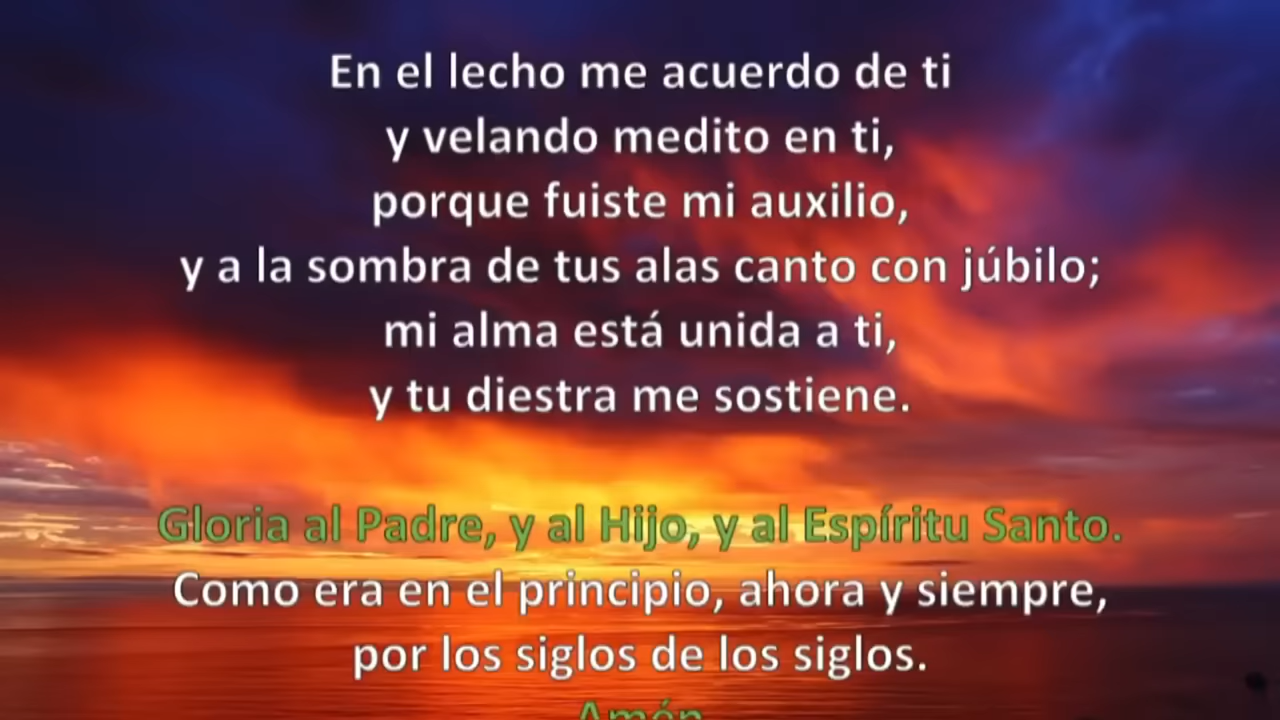 En el lecho me acuerdo de ti
y velando medito en ti,
porque fuiste mi auxilio,
y a la sombra de tus alas canto con júbilo;
mi alma está unida a ti,
y tu diestra me sostiene.
Gloria al Padre, y al Hijo, y al Espíritu Santo.
Como era en el principio, ahora y siempre,
por los siglos de los siglos.
Amén